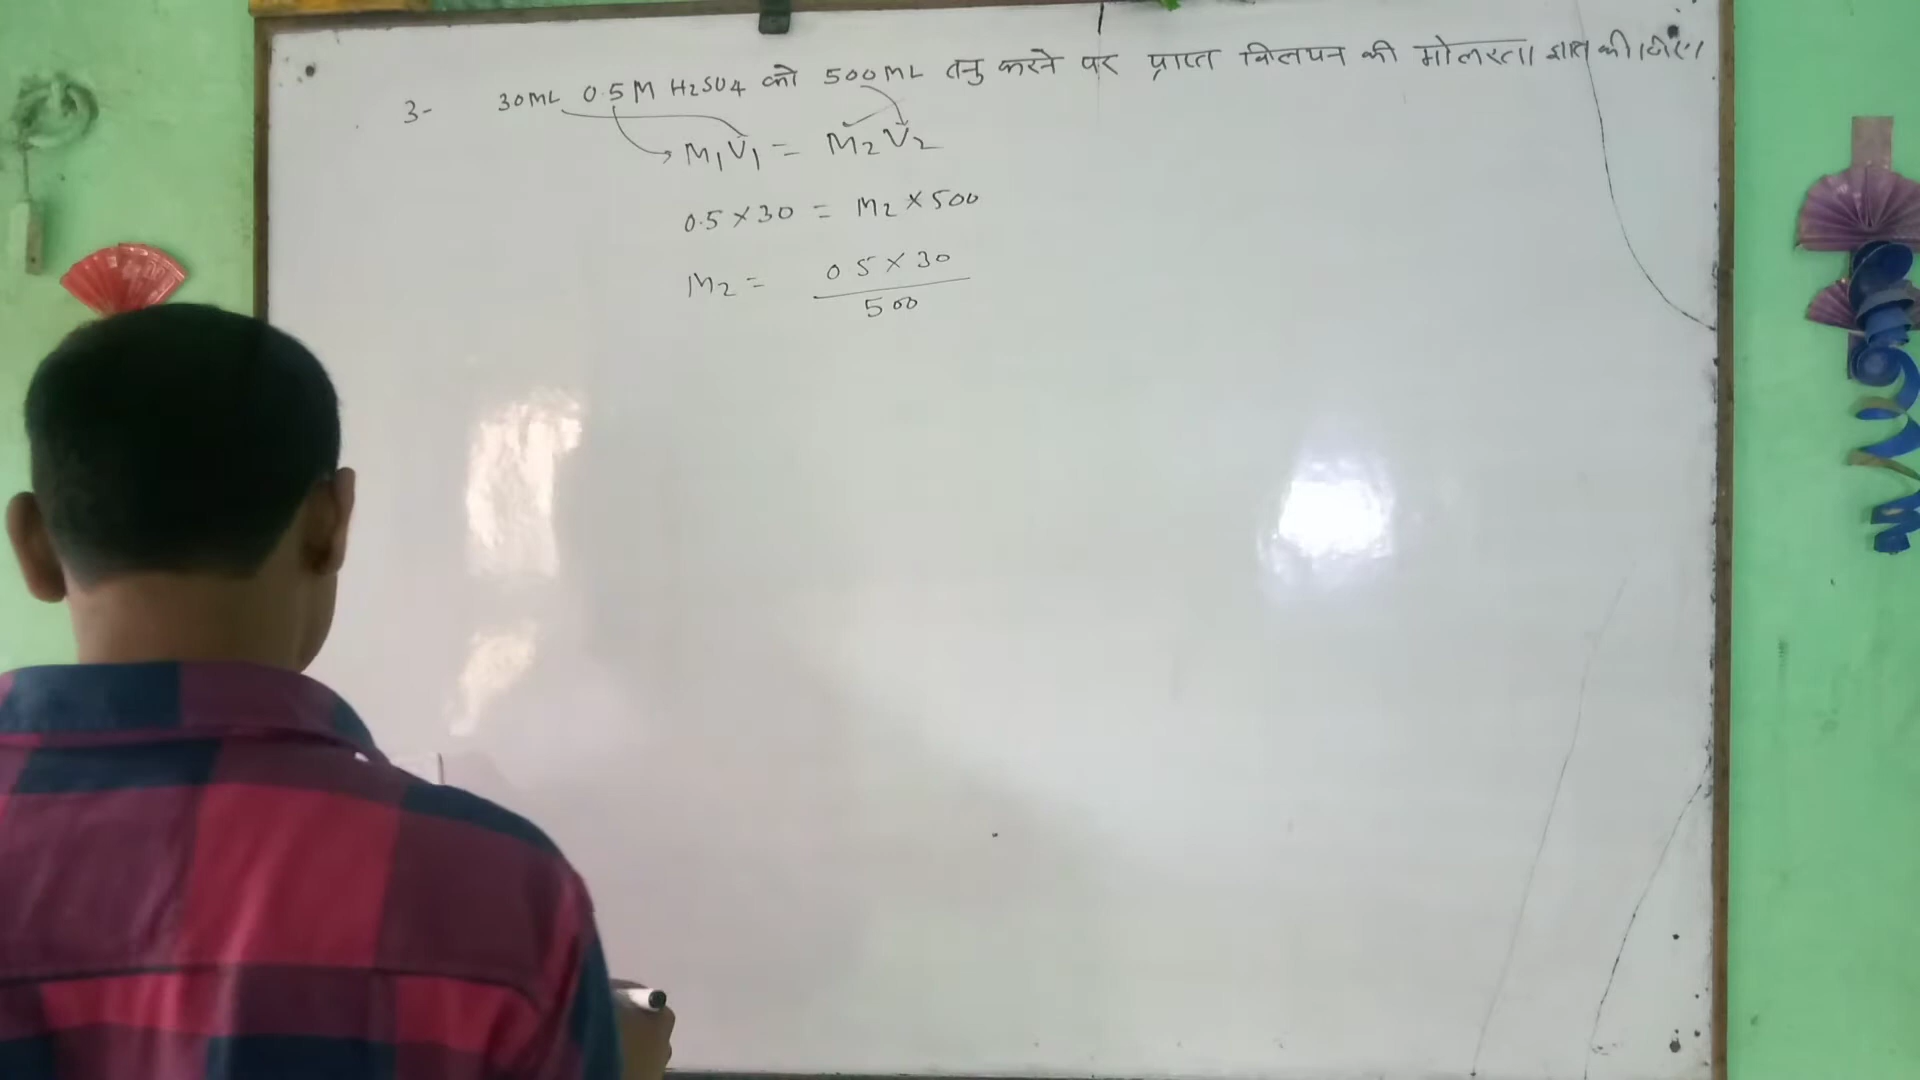 3- 30ML 0.5M H2SO4 को 500ML तनु करने पर प्राप्त विलयन की मोलरता ज्ञात कीजिए।
M₁V₁ = M₂V₂
0.5 × 30 = M₂ × 500
M₂ = 0 5 × 30
500